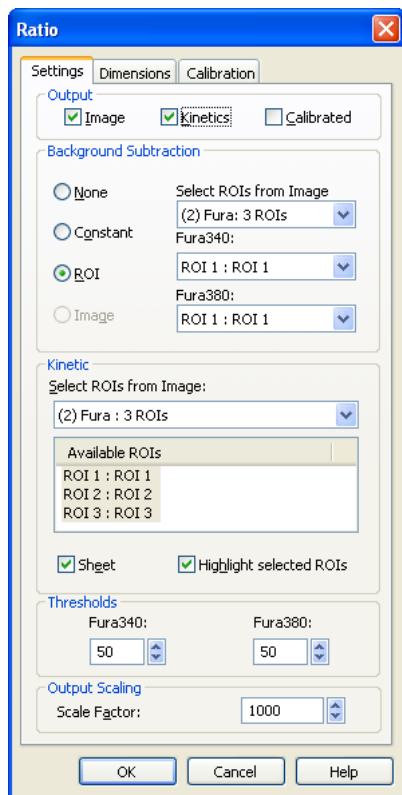 Ratio
Settings Dimensions Calibration
Output
Image Kinetics Calibrated
Background Subtraction
None
Constant
ROI
Image
Select ROIs from Image
(2) Fura: 3 ROIs
Fura340:
ROI 1 : ROI 1
Fura380:
ROI 1 : ROI 1
Kinetic
Select ROIs from Image:
(2) Fura : 3 ROIs
Available ROIs
ROI 1 : ROI 1
ROI 2 : ROI 2
ROI 3 : ROI 3
Sheet Highlight selected ROIs
Thresholds
Fura340: Fura380:
50 50
Output Scaling
Scale Factor: 1000
OK Cancel Help